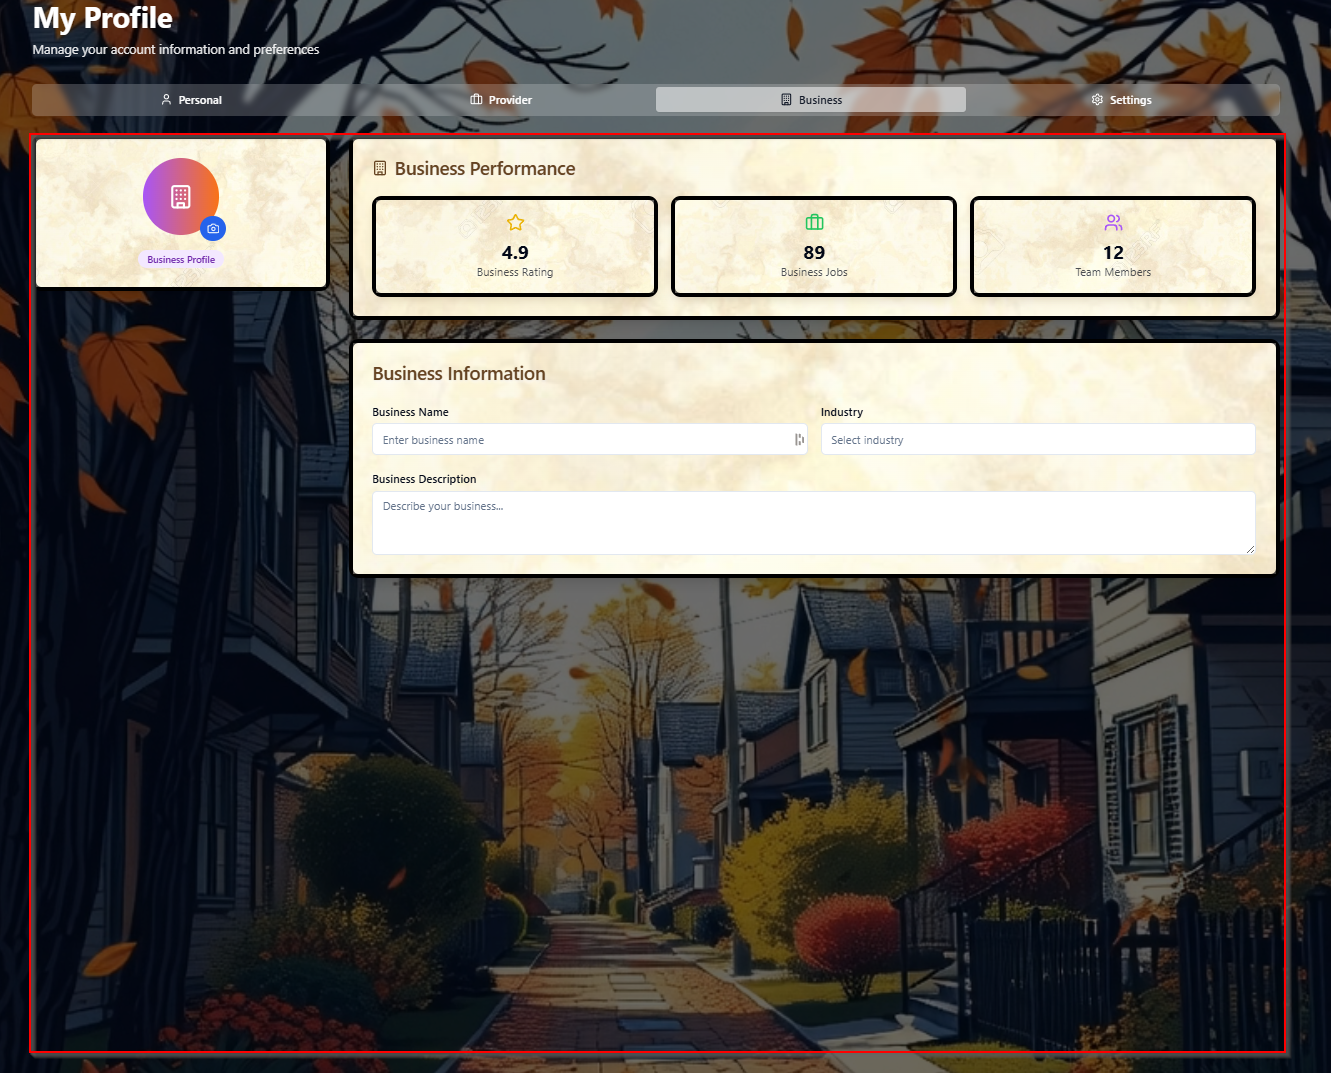 My Profile
Manage your account information and preferences
Personal
Provider
Business
Settings
Business Profile
Business Performance
4.9
Business Rating
89
Business Jobs
12
Team Members
Business Information
Business Name
Industry
Enter business name
Select industry
Business Description
Describe your business...